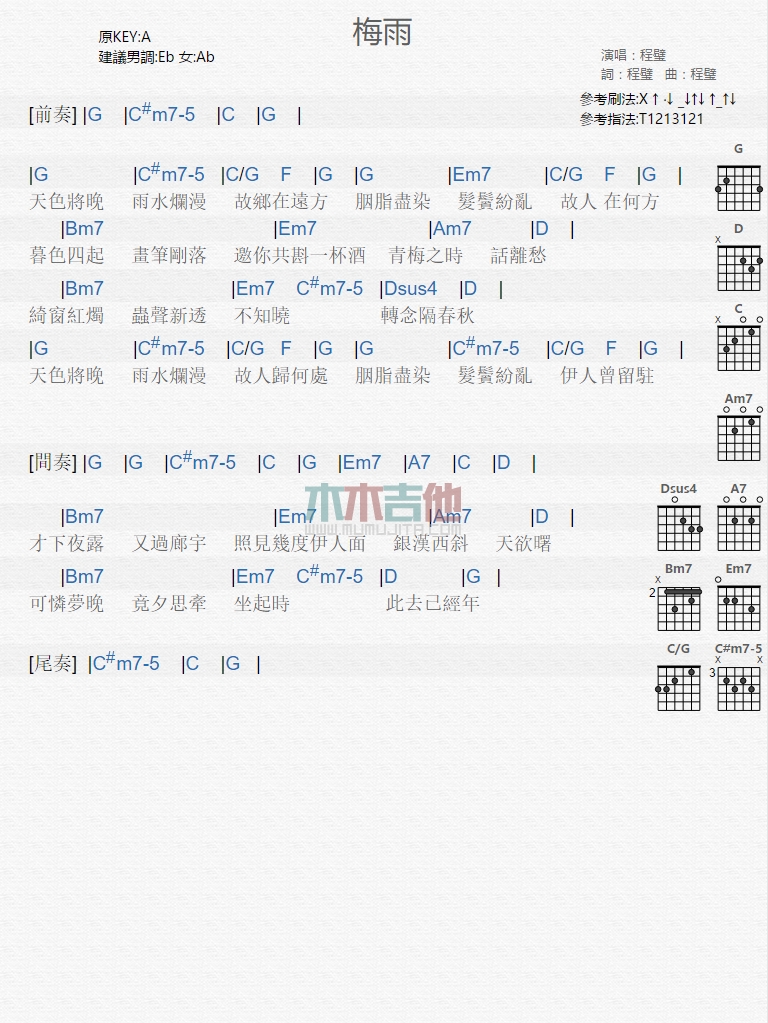 梅雨
原KEY:A
建議男調:Eb 女:Ab
演唱：程璧
詞：程璧 曲：程璧
參考刷法:X↑·↓ _↓↑↓ ↑_↑↓
參考指法:T1213121
[前奏] |G |C#m7-5 |C |G |
|G |C#m7-5 |C/G F |G |G |Em7 |C/G F |G |
天色將晚 雨水爛漫 故鄉在遠方 胭脂盡染 髮鬢紛亂 故人 在何方
|Bm7 |Em7 |Am7 |D |
暮色四起 畫筆剛落 邀你共斟一杯酒 青梅之時 話離愁
|Bm7 |Em7 C#m7-5 |Dsus4 |D |
綺窗紅燭 蟲聲新透 不知曉 轉念隔春秋
|G |C#m7-5 |C/G F |G |G |C#m7-5 |C/G F |G |
天色將晚 雨水爛漫 故人歸何處 胭脂盡染 髮鬢紛亂 伊人曾留駐
[間奏] |G |G |C#m7-5 |C |G |Em7 |A7 |C |D |
木木吉他
WWW.MUMUJITA.COM
|Bm7 |Em7 |Am7 |D |
才下夜露 又過廊宇 照見幾度伊人面 銀漢西斜 天欲曙
|Bm7 |Em7 C#m7-5 |D |G |
可憐夢晚 竟夕思牽 坐起時 此去已經年
[尾奏] |C#m7-5 |C |G |
G
D
x
C
x
Am7
Dsus4 A7
Bm7 Em7
x
2
C/G C#m7-5
x x
3